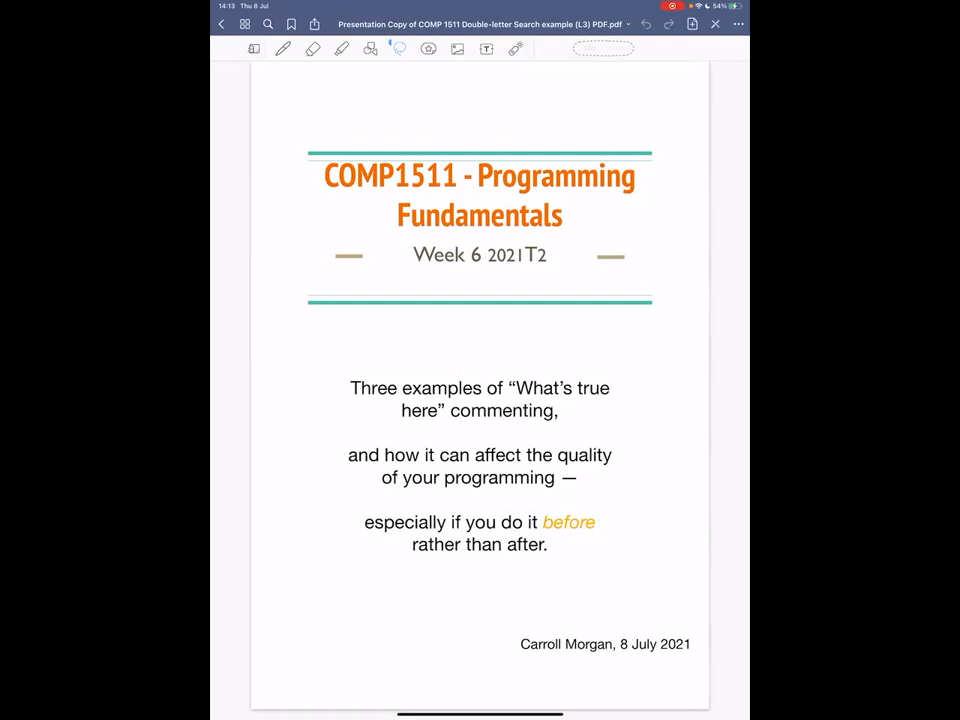 14:13 Thu 8 Jul
54%
Presentation Copy of COMP 1511 Double-letter Search example (L3) PDF.pdf
COMP1511 - Programming
Fundamentals
Week 6 2021T2
Three examples of “What’s true
here” commenting,
and how it can affect the quality
of your programming —
especially if you do it before
rather than after.
Carroll Morgan, 8 July 2021